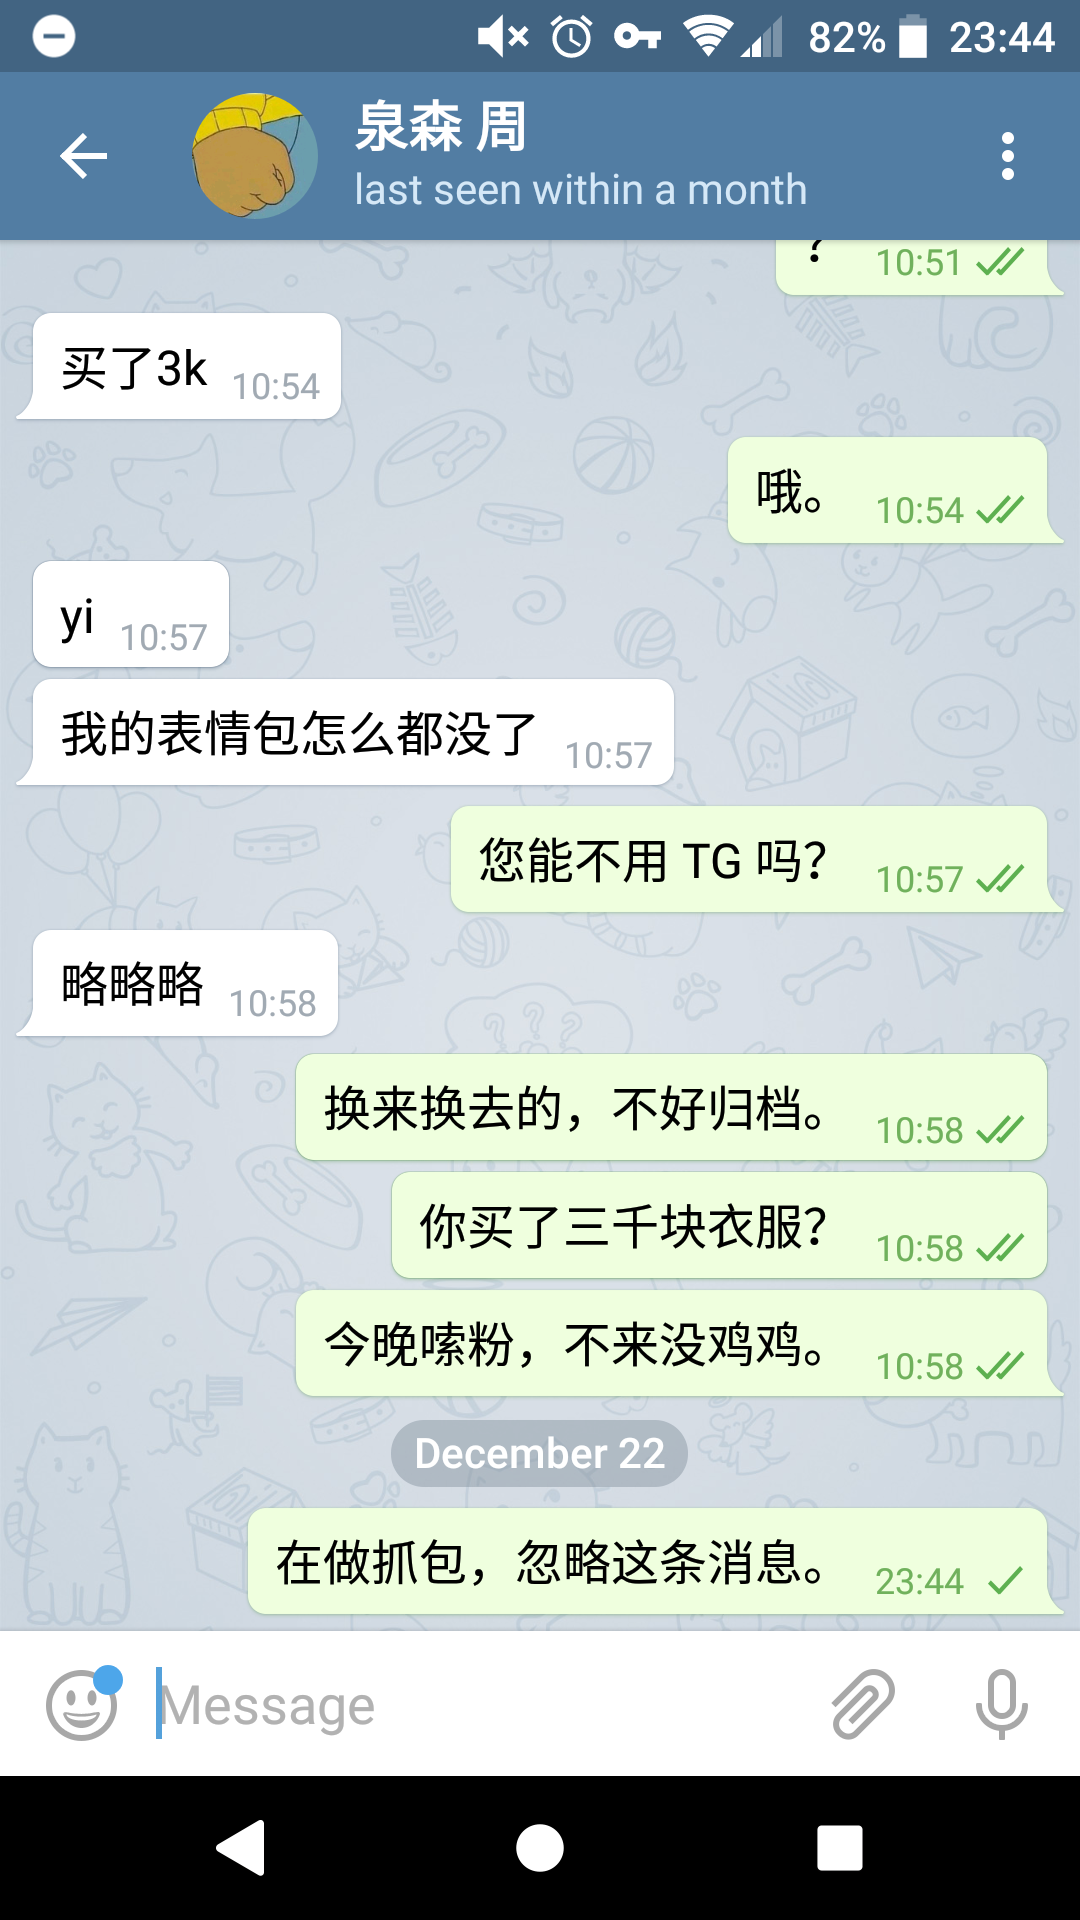 82% 23:44
泉森 周
last seen within a month
? 10:51
买了3k 10:54
哦。 10:54
yi 10:57
我的表情包怎么都没了 10:57
您能不用 TG 吗? 10:57
略略略 10:58
换来换去的，不好归档。 10:58
你买了三千块衣服? 10:58
今晚嗦粉，不来没鸡鸡。 10:58
December 22
在做抓包，忽略这条消息。 23:44
Message